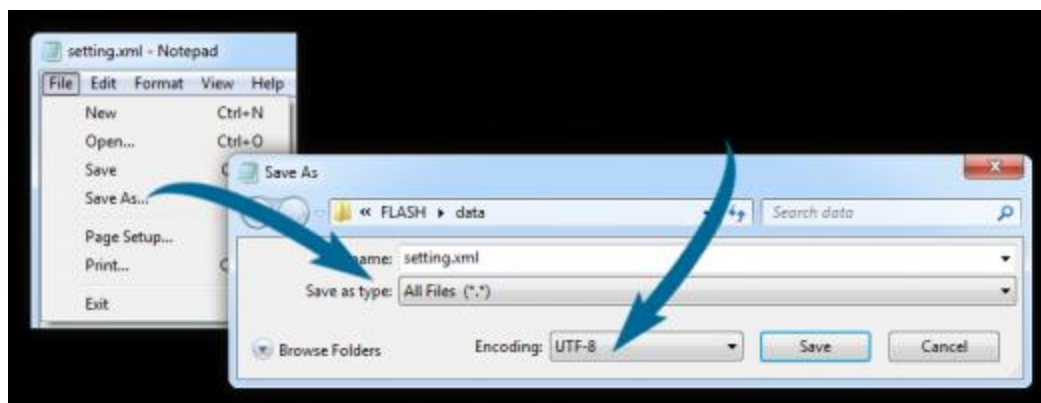 setting.xml - Notepad
File Edit Format View Help
New Ctrl+N
Open... Ctrl+O
Save
Save As...
Page Setup...
Print...
Exit
Save As
« FLASH ▸ data
Search data
name: setting.xml
Save as type: All Files (*.*)
Browse Folders
Encoding: UTF-8
Save
Cancel